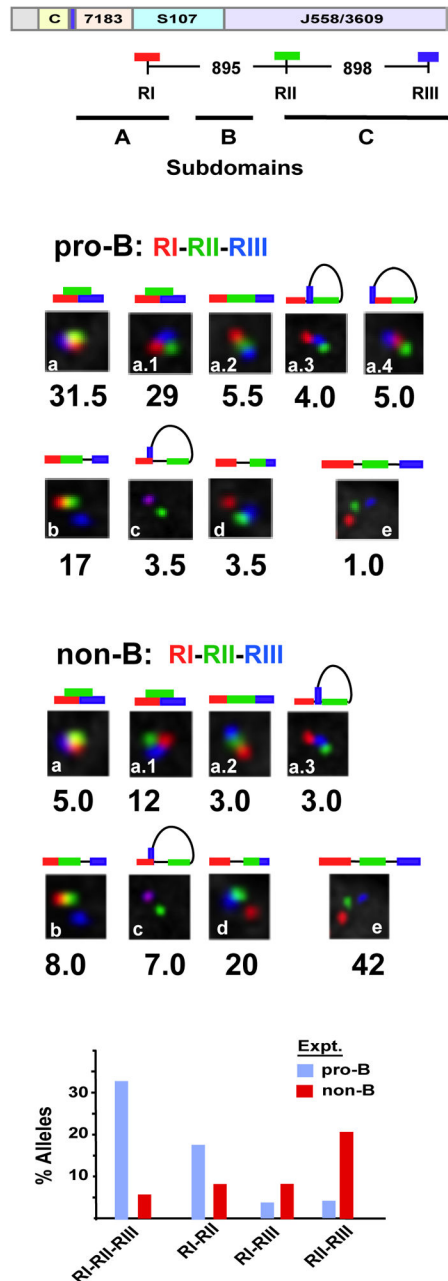 C 7183 S107 J558/3609
895 898
RI RII RIII
A B C
Subdomains
pro-B: RI-RII-RIII
a a.1 a.2 a.3 a.4
31.5 29 5.5 4.0 5.0
b c d e
17 3.5 3.5 1.0
non-B: RI-RII-RIII
a a.1 a.2 a.3
5.0 12 3.0 3.0
b c d e
8.0 7.0 20 42
Expt.
pro-B
non-B
% Alleles
30
20
10
RI-RII-RIII RI-RII RI-RIII RII-RIII